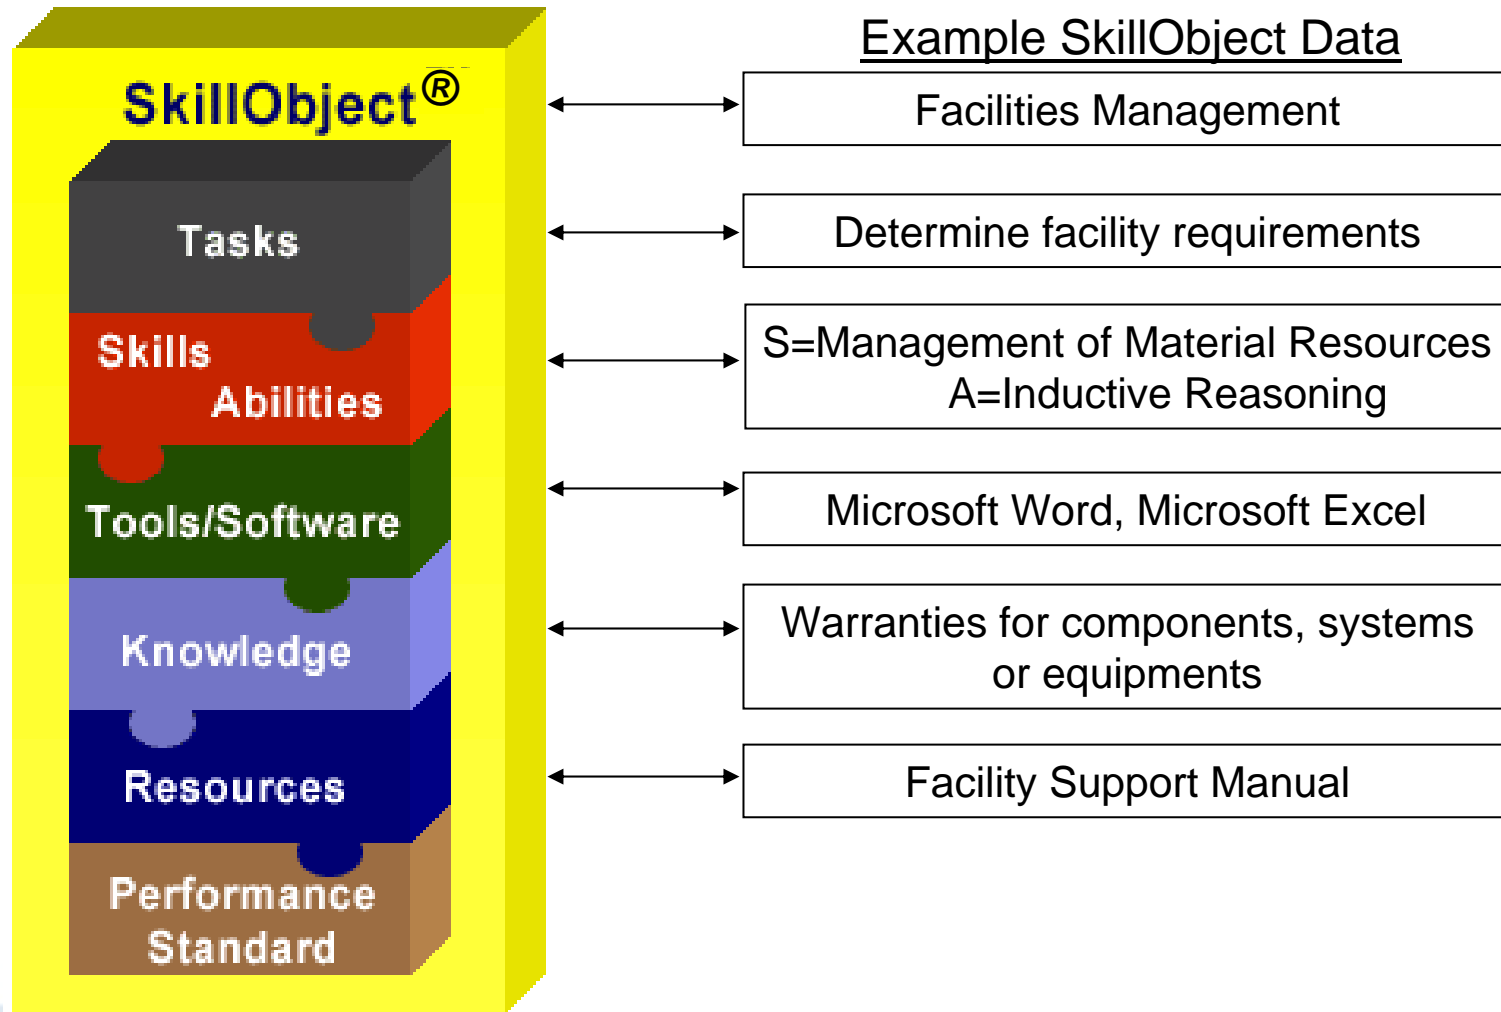 SkillObject®
Tasks
Skills
Abilities
Tools/Software
Knowledge
Resources
Performance
Standard
Example SkillObject Data
Facilities Management
Determine facility requirements
S=Management of Material Resources
A=Inductive Reasoning
Microsoft Word, Microsoft Excel
Warranties for components, systems
or equipments
Facility Support Manual